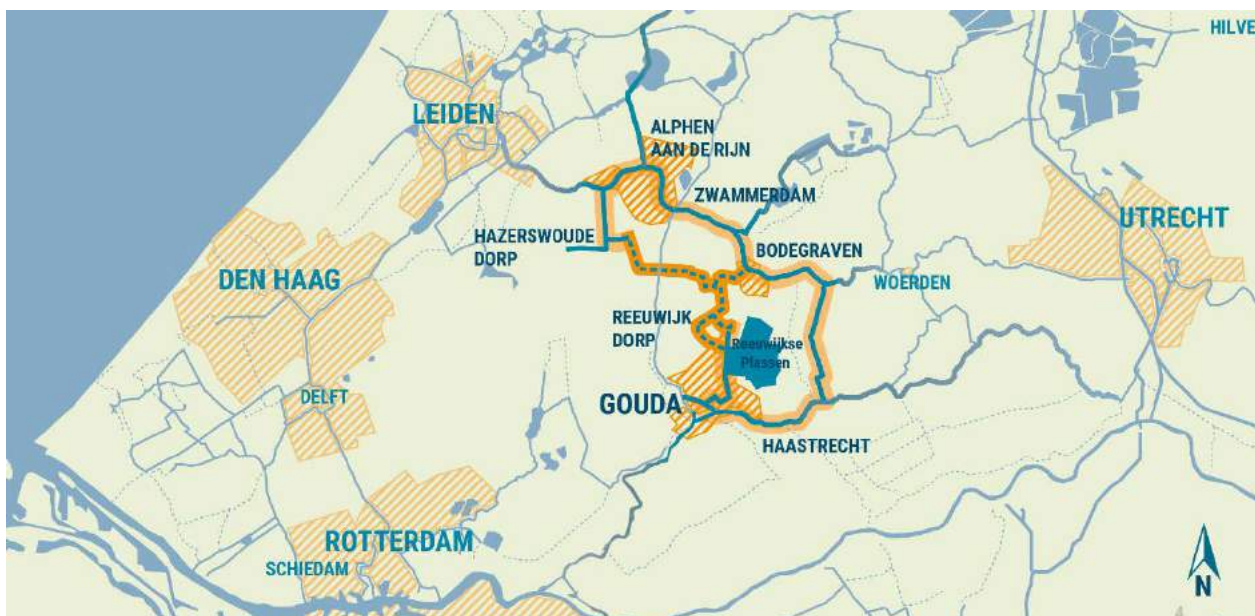 HILVE
LEIDEN
ALPHEN
AAN DE RIJN
ZWAMMERDAM
UTRECHT
HAZERSWOUDE
DORP
BODEGRAVEN
DEN HAAG
WOERDEN
REEUWIJK
DORP
Reeuwijkse
Plassen
DELFT
GOUDA
HAASTRECHT
ROTTERDAM
SCHIEDAM
N